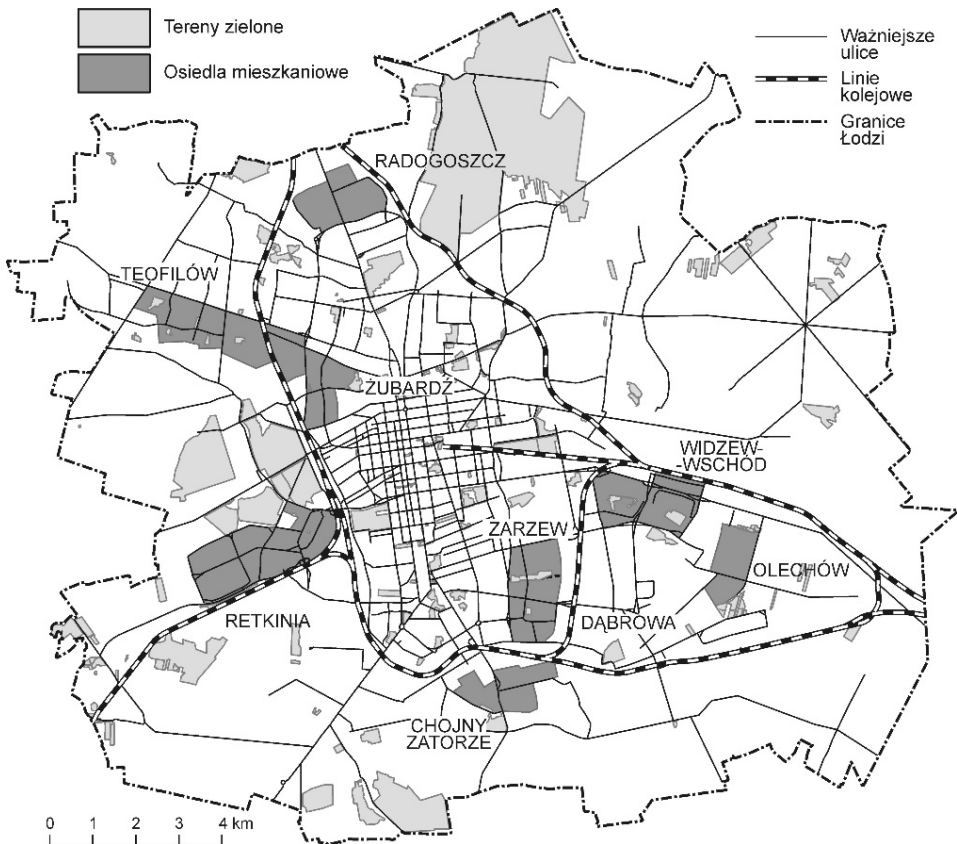 Tereny zielone
Osiedla mieszkaniowe
Ważniejsze
ulice
Linie
kolejowe
Granice
Łodzi
RADOGOSZCZ
TEOFILÓW
ŻUBARDŹ
WIDZEW-
-WSCHÓD
ZARZEW
OLECHÓW
RETKINIA
DĄBROWA
CHOJNY
ZATORZE
0 1 2 3 4 km